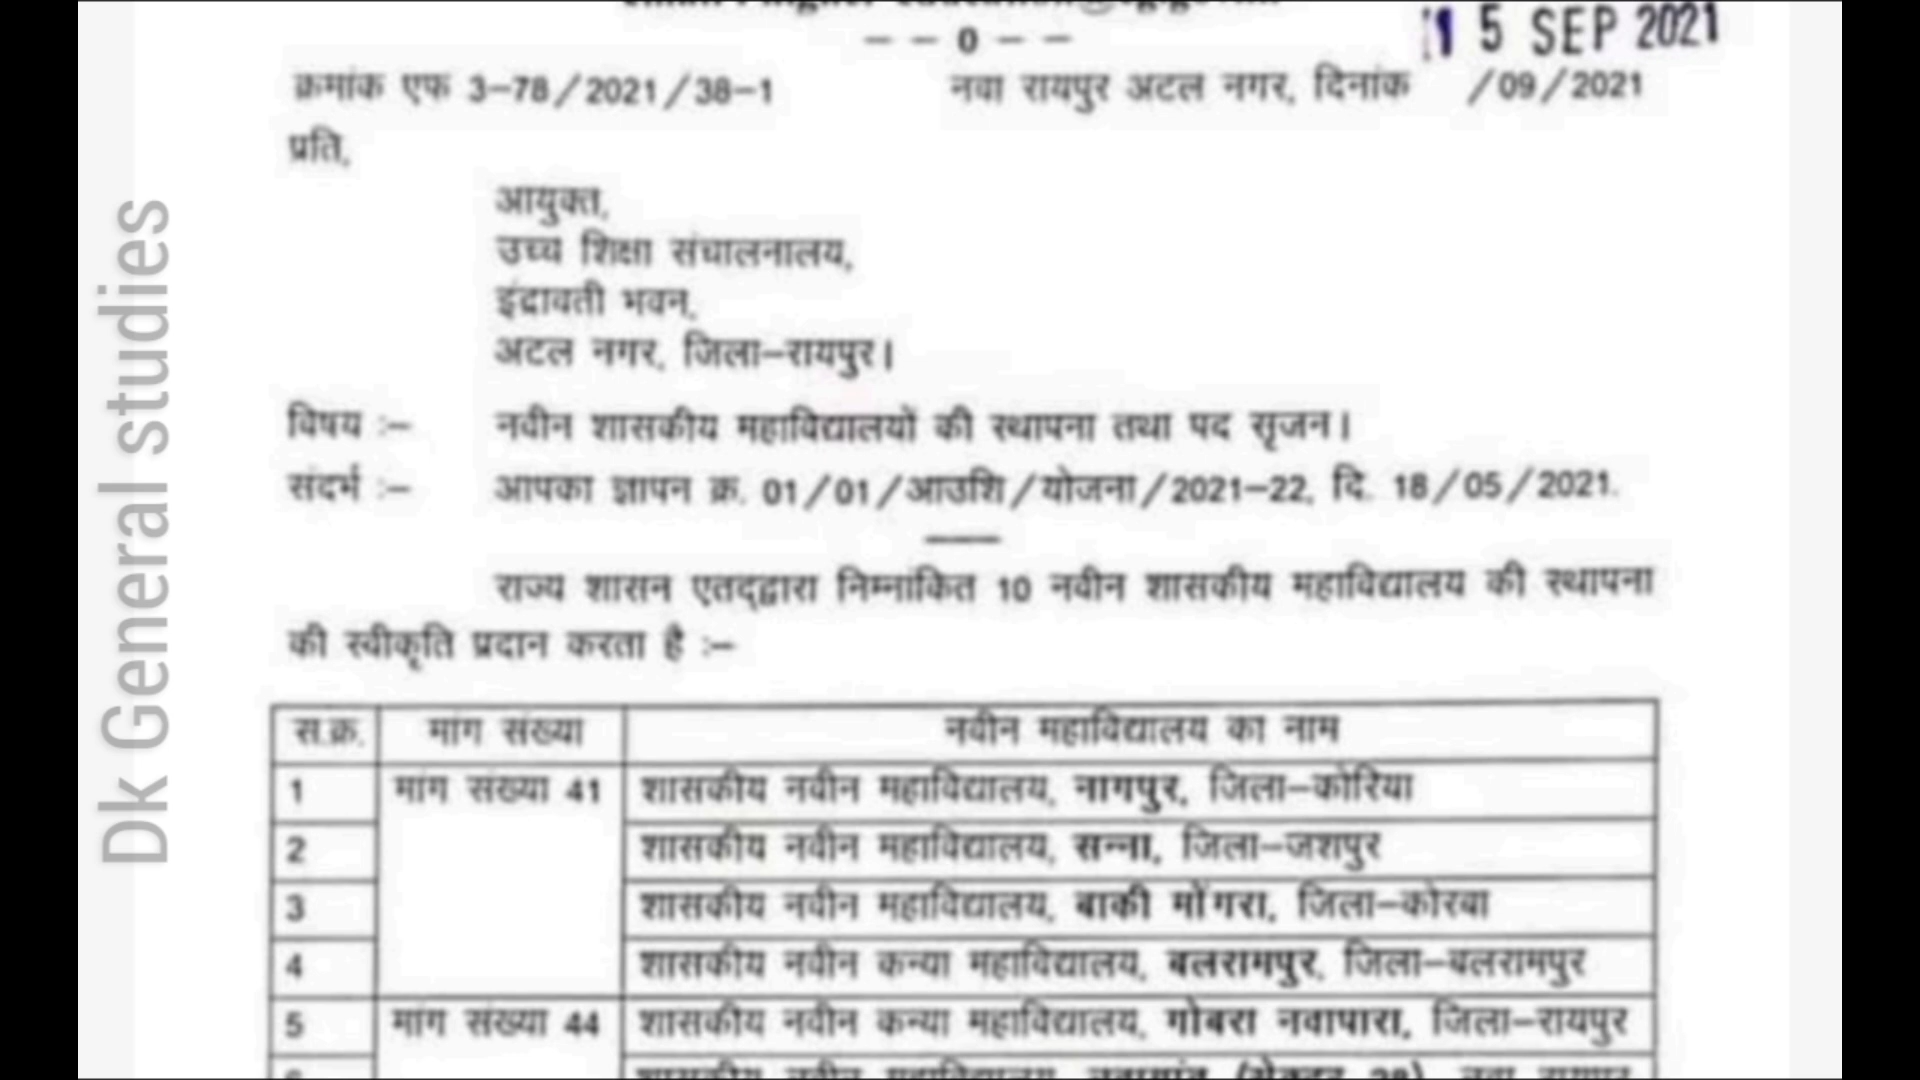 – – 0 – –
15 SEP 2021
क्रमांक एफ 3–78/2021/38–1 नवा रायपुर अटल नगर, दिनांक /09/2021
प्रति,
आयुक्त,
उच्च शिक्षा संचालनालय,
इंद्रावती भवन,
अटल नगर, जिला–रायपुर।
विषय :– नवीन शासकीय महाविद्यालयों की स्थापना तथा पद सृजन।
संदर्भ :– आपका ज्ञापन क्र. 01/01/आउशि/योजना/2021–22, दि. 18/05/2021.
राज्य शासन एतद्द्वारा निम्नांकित 10 नवीन शासकीय महाविद्यालय की स्थापना
की स्वीकृति प्रदान करता है :–
स.क्र. मांग संख्या नवीन महाविद्यालय का नाम
1 मांग संख्या 41 शासकीय नवीन महाविद्यालय, नागपुर, जिला–कोरिया
2 शासकीय नवीन महाविद्यालय, सन्ना, जिला–जशपुर
3 शासकीय नवीन महाविद्यालय, बाकी मोंगरा, जिला–कोरबा
4 शासकीय नवीन कन्या महाविद्यालय, बलरामपुर, जिला–बलरामपुर
5 मांग संख्या 44 शासकीय नवीन कन्या महाविद्यालय, गोबरा नवापारा, जिला–रायपुर
Dk General studies